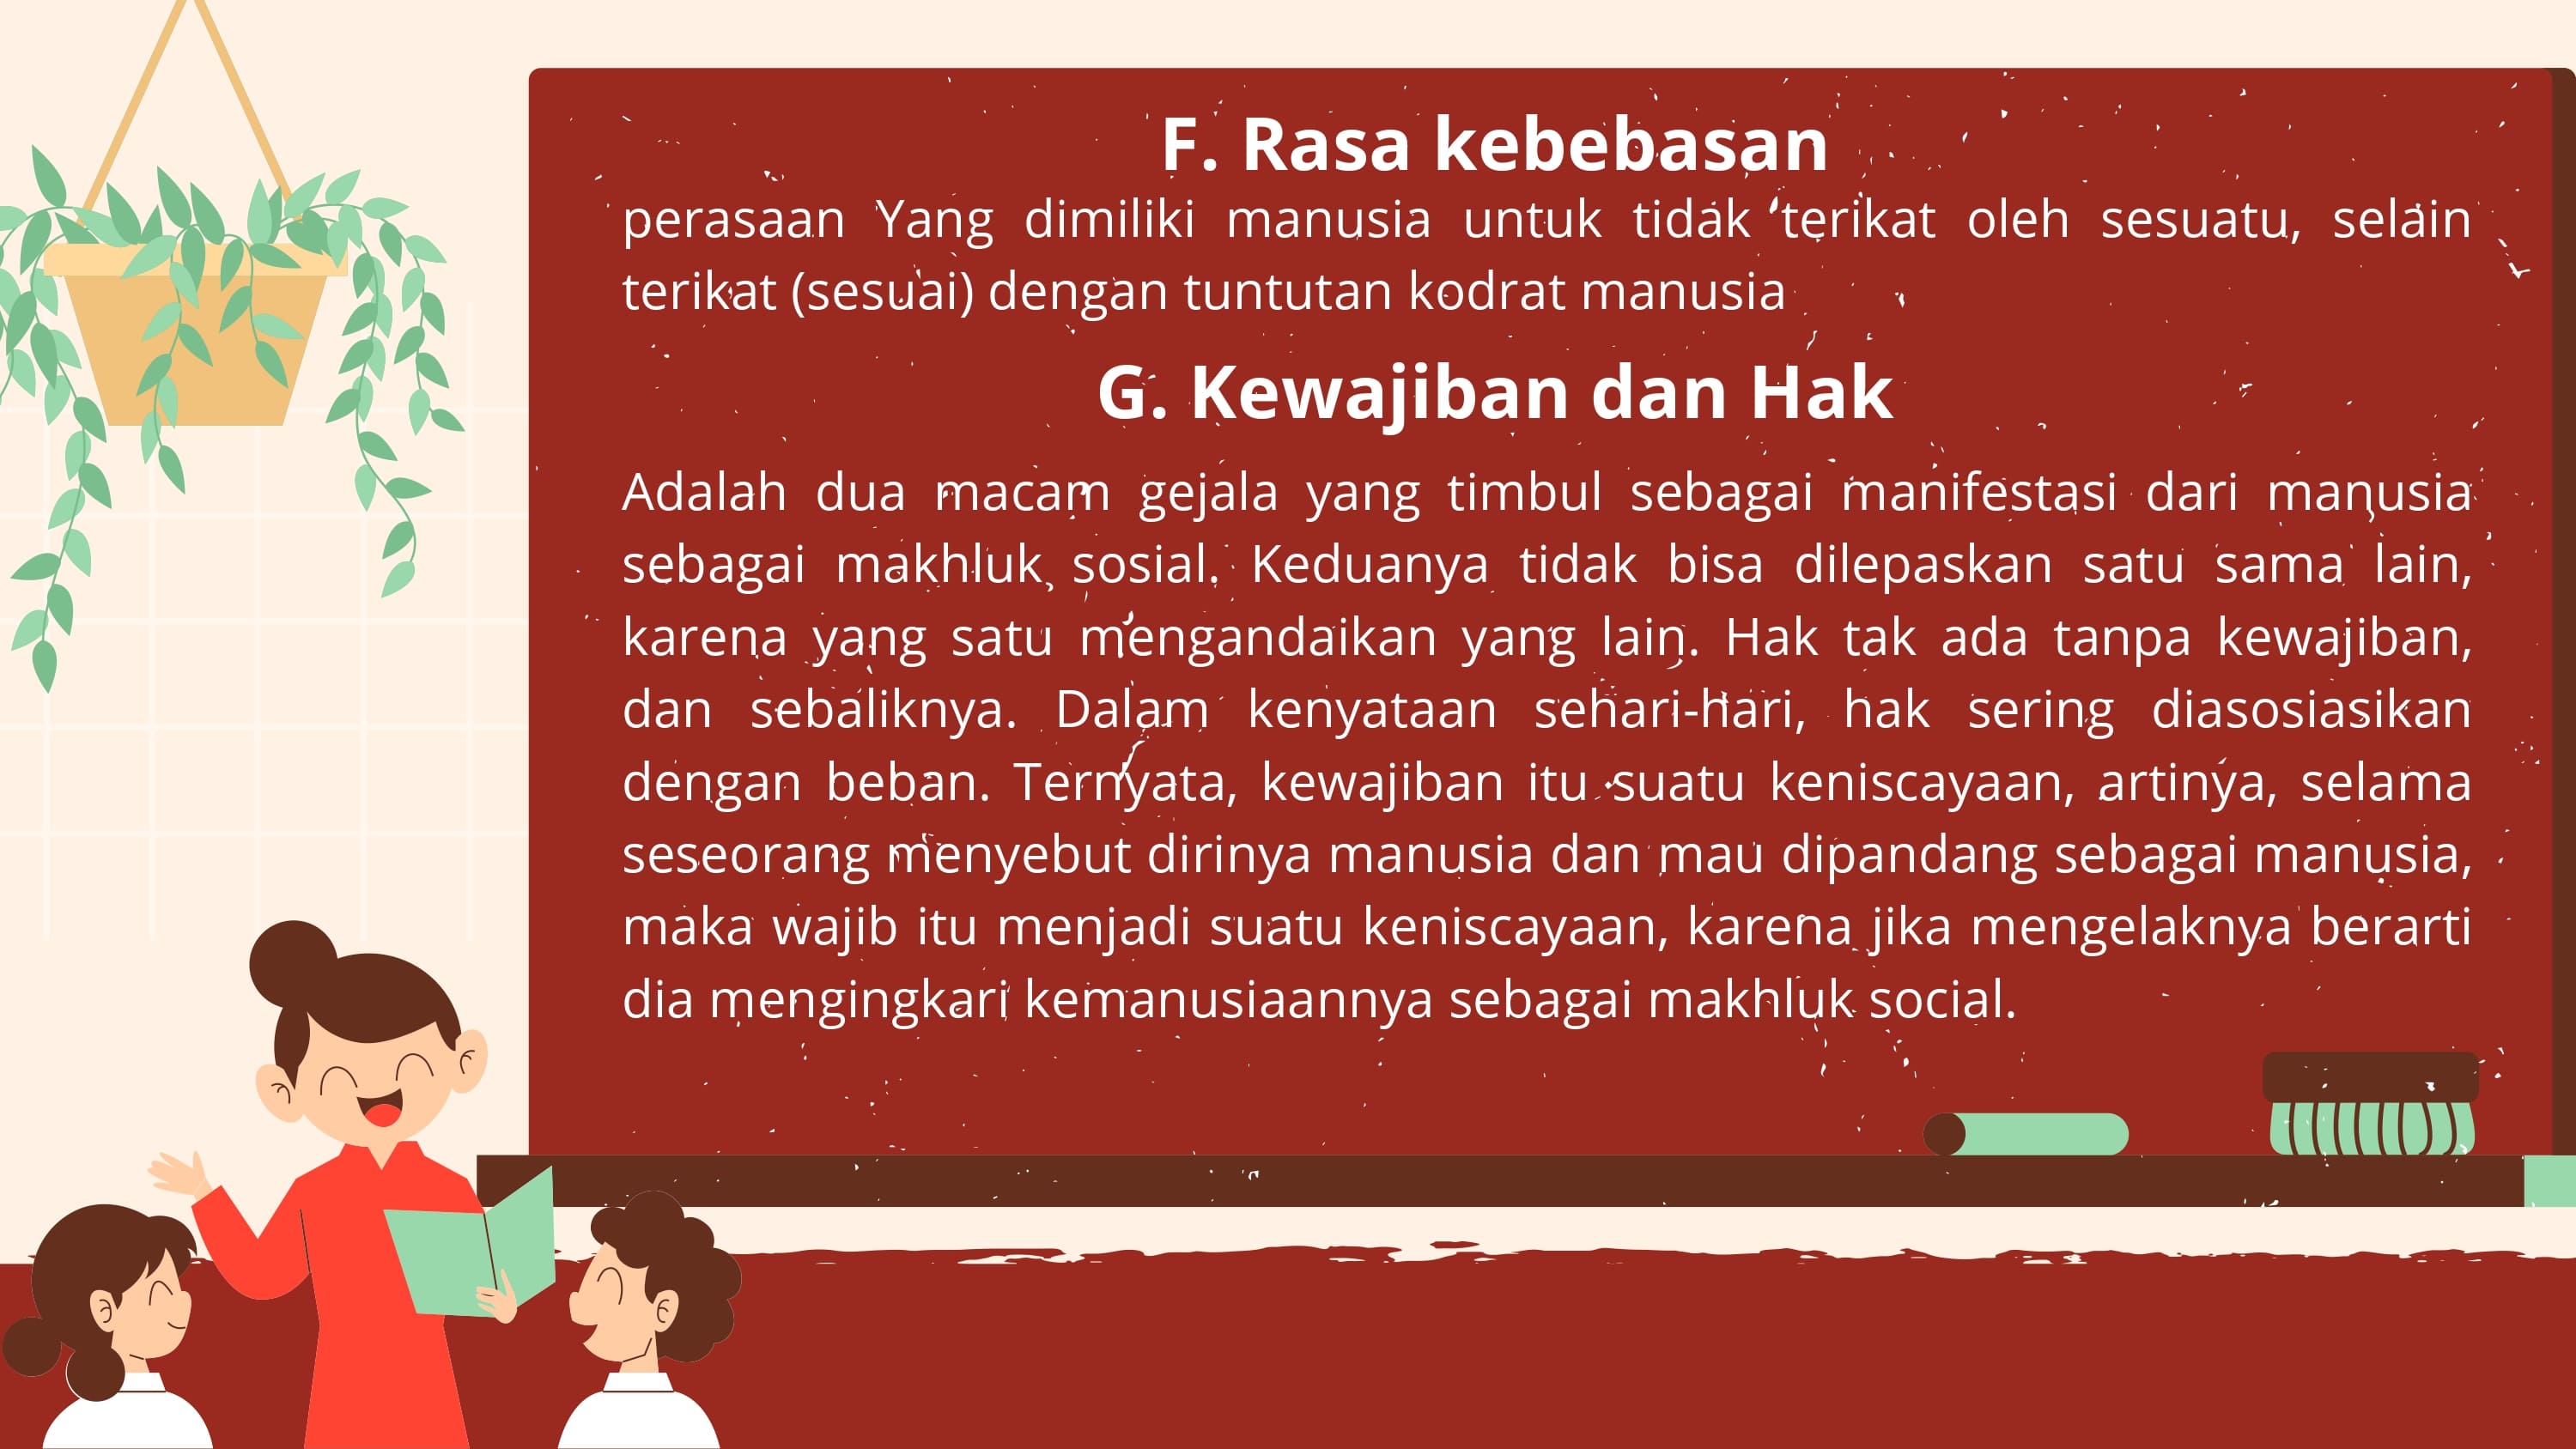 F. Rasa kebebasan
perasaan Yang dimiliki manusia untuk tidak terikat oleh sesuatu, selain
terikat (sesuai) dengan tuntutan kodrat manusia
G. Kewajiban dan Hak
Adalah dua macam gejala yang timbul sebagai manifestasi dari manusia
sebagai makhluk sosial. Keduanya tidak bisa dilepaskan satu sama lain,
karena yang satu mengandaikan yang lain. Hak tak ada tanpa kewajiban,
dan sebaliknya. Dalam kenyataan sehari-hari, hak sering diasosiasikan
dengan beban. Ternyata, kewajiban itu suatu keniscayaan, artinya, selama
seseorang menyebut dirinya manusia dan mau dipandang sebagai manusia,
maka wajib itu menjadi suatu keniscayaan, karena jika mengelaknya berarti
dia mengingkari kemanusiaannya sebagai makhluk social.